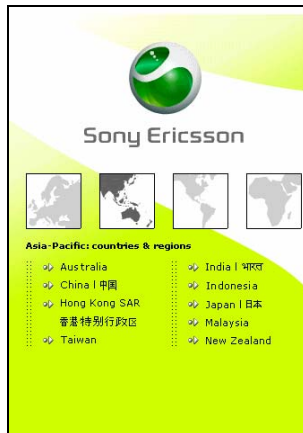 Sony Ericsson
Asia-Pacific: countries & regions
Australia
China | 中国
Hong Kong SAR
香港特别行政区
Taiwan
India | भारत
Indonesia
Japan | 日本
Malaysia
New Zealand